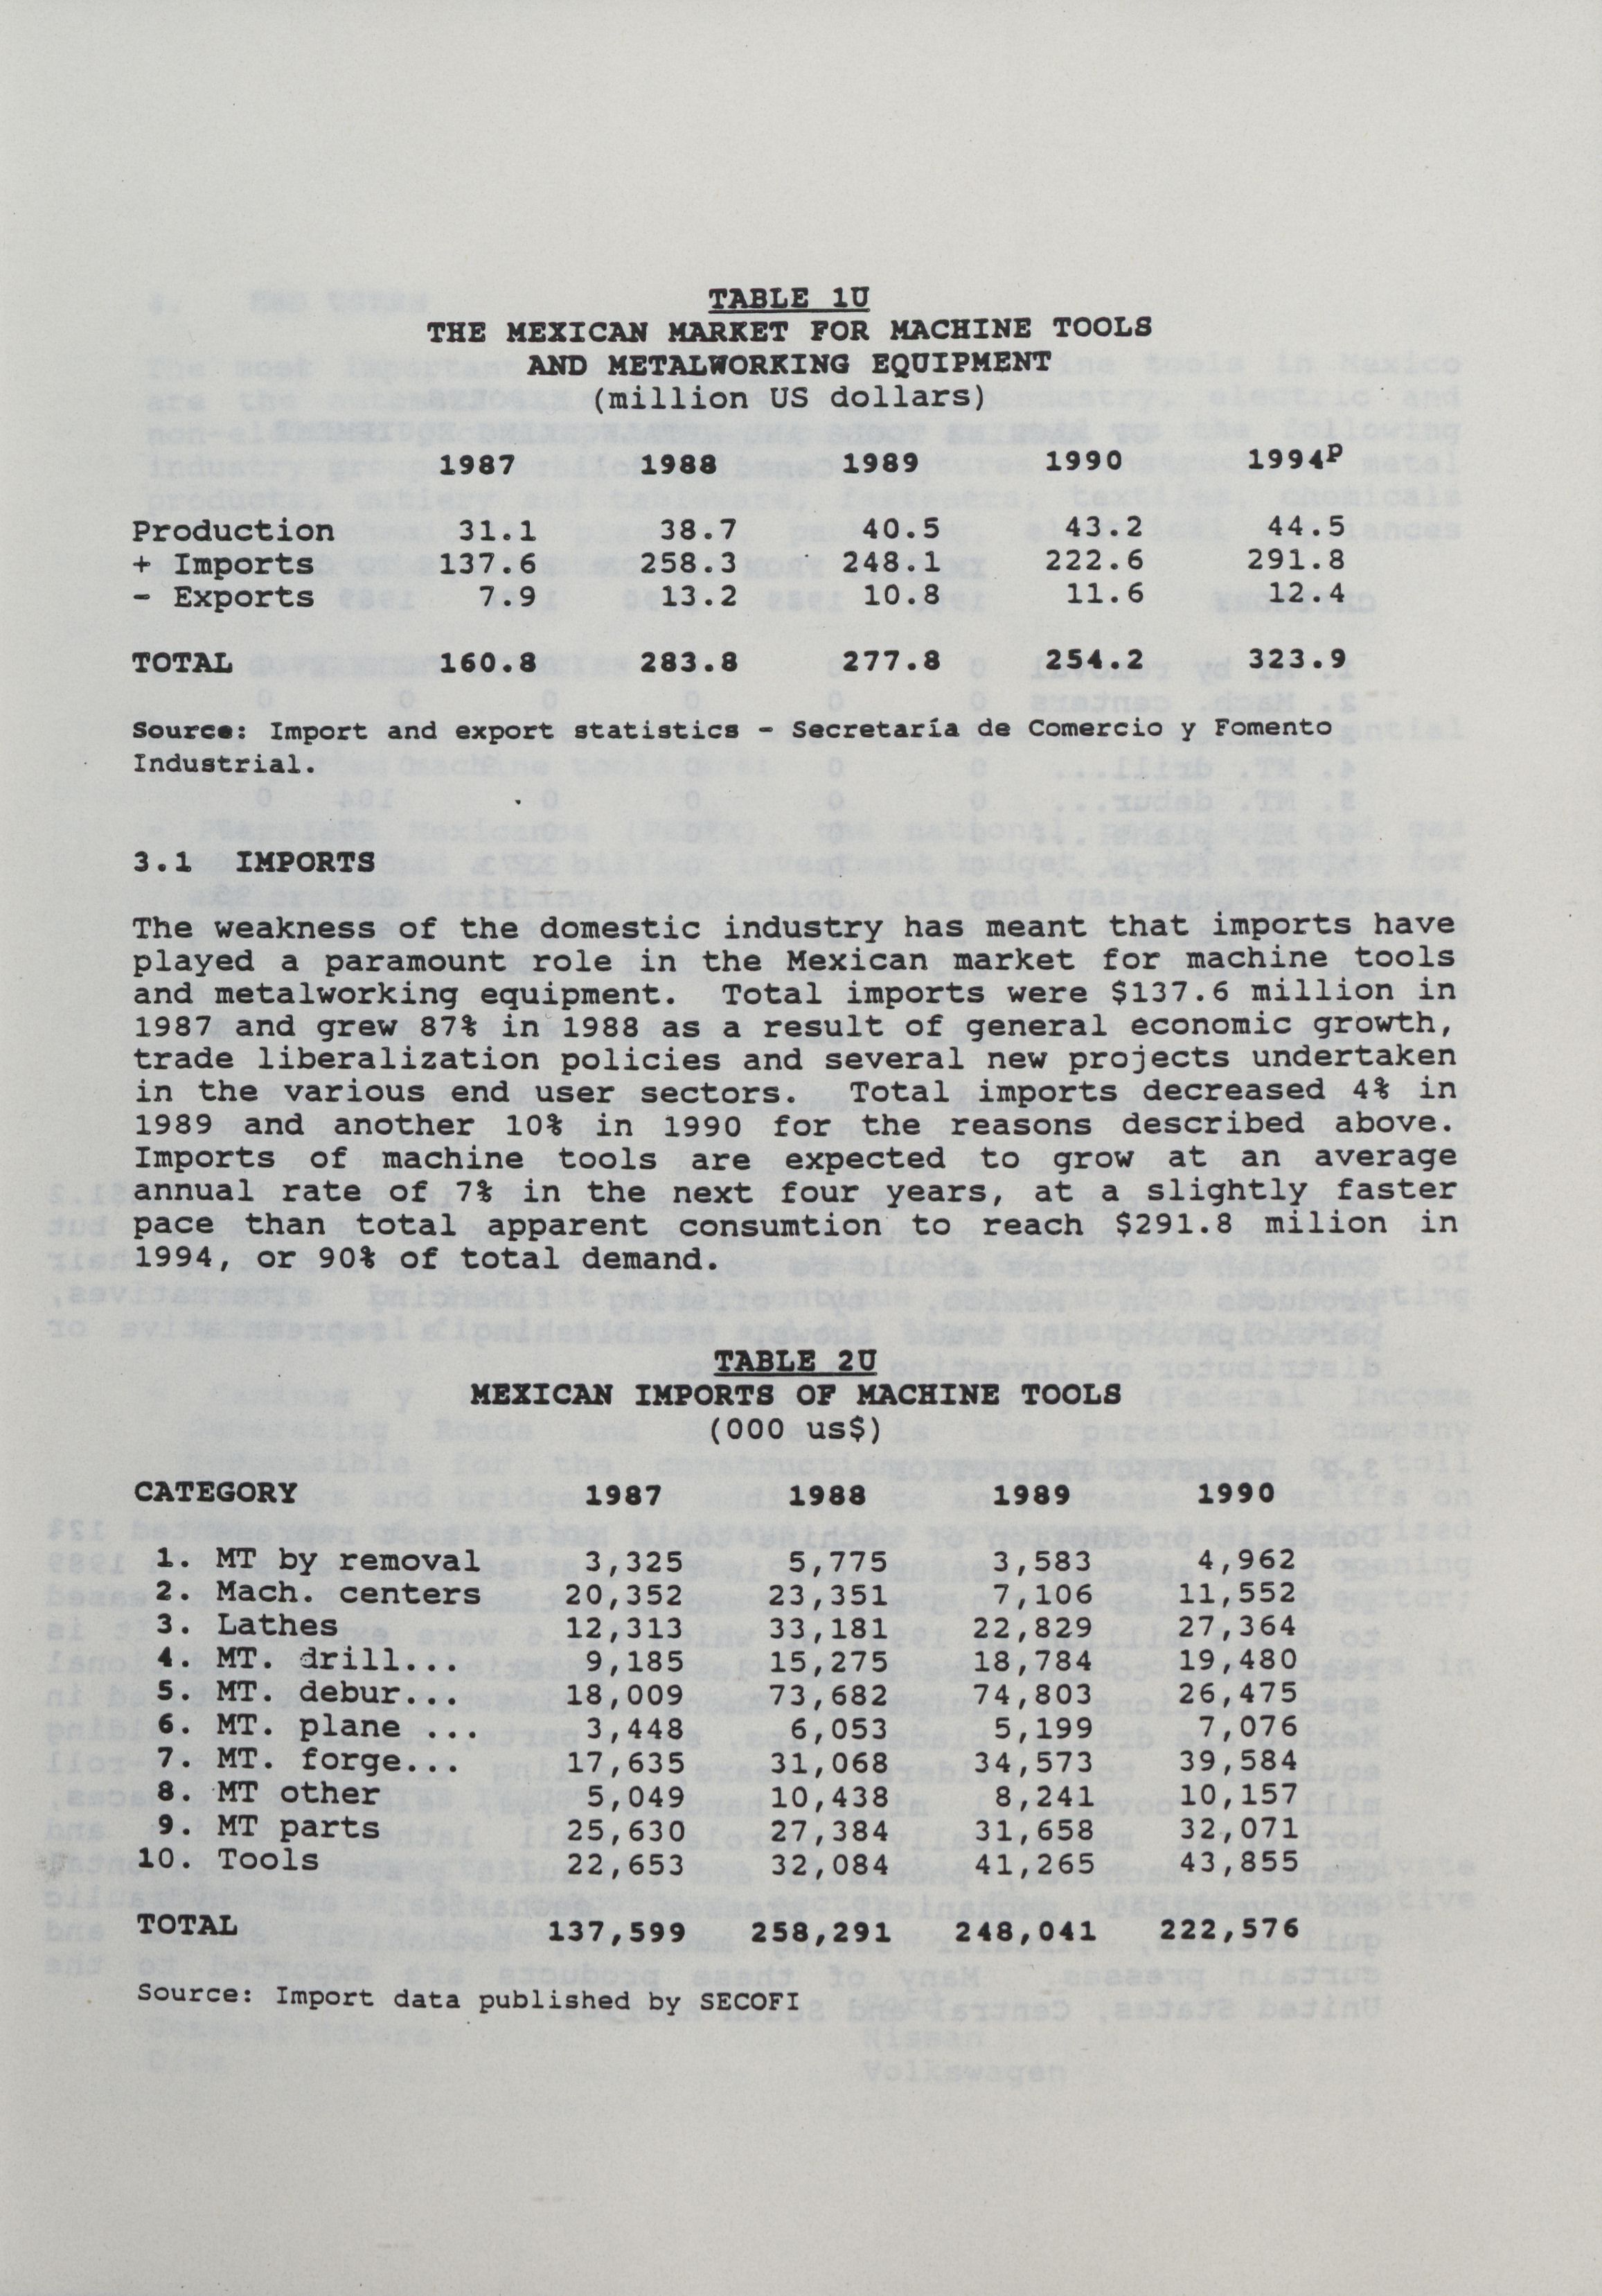 TABLE 1U
THE MEXICAN MARKET FOR MACHINE TOOLS
AND METALWORKING EQUIPMENT
(million US dollars)
1987 1988 1989 1990 1994P
Production 31.1 38.7 40.5 43.2 44.5
+ Imports 137.6 258.3 248.1 222.6 291.8
- Exports 7.9 13.2 10.8 11.6 12.4
TOTAL 160.8 283.8 277.8 254.2 323.9
Source: Import and export statistics - Secretaría de Comercio y Fomento
Industrial.
3.1 IMPORTS
The weakness of the domestic industry has meant that imports have
played a paramount role in the Mexican market for machine tools
and metalworking equipment. Total imports were $137.6 million in
1987 and grew 87% in 1988 as a result of general economic growth,
trade liberalization policies and several new projects undertaken
in the various end user sectors. Total imports decreased 4% in
1989 and another 10% in 1990 for the reasons described above.
Imports of machine tools are expected to grow at an average
annual rate of 7% in the next four years, at a slightly faster
pace than total apparent consumtion to reach $291.8 milion in
1994, or 90% of total demand.
TABLE 2U
MEXICAN IMPORTS OF MACHINE TOOLS
(000 us$)
CATEGORY 1987 1988 1989 1990
1. MT by removal 3,325 5,775 3,583 4,962
2. Mach. centers 20,352 23,351 7,106 11,552
3. Lathes 12,313 33,181 22,829 27,364
4. MT. drill... 9,185 15,275 18,784 19,480
5. MT. debur... 18,009 73,682 74,803 26,475
6. MT. plane ... 3,448 6,053 5,199 7,076
7. MT. forge... 17,635 31,068 34,573 39,584
8. MT other 5,049 10,438 8,241 10,157
9. MT parts 25,630 27,384 31,658 32,071
10. Tools 22,653 32,084 41,265 43,855
TOTAL 137,599 258,291 248,041 222,576
Source: Import data published by SECOFI